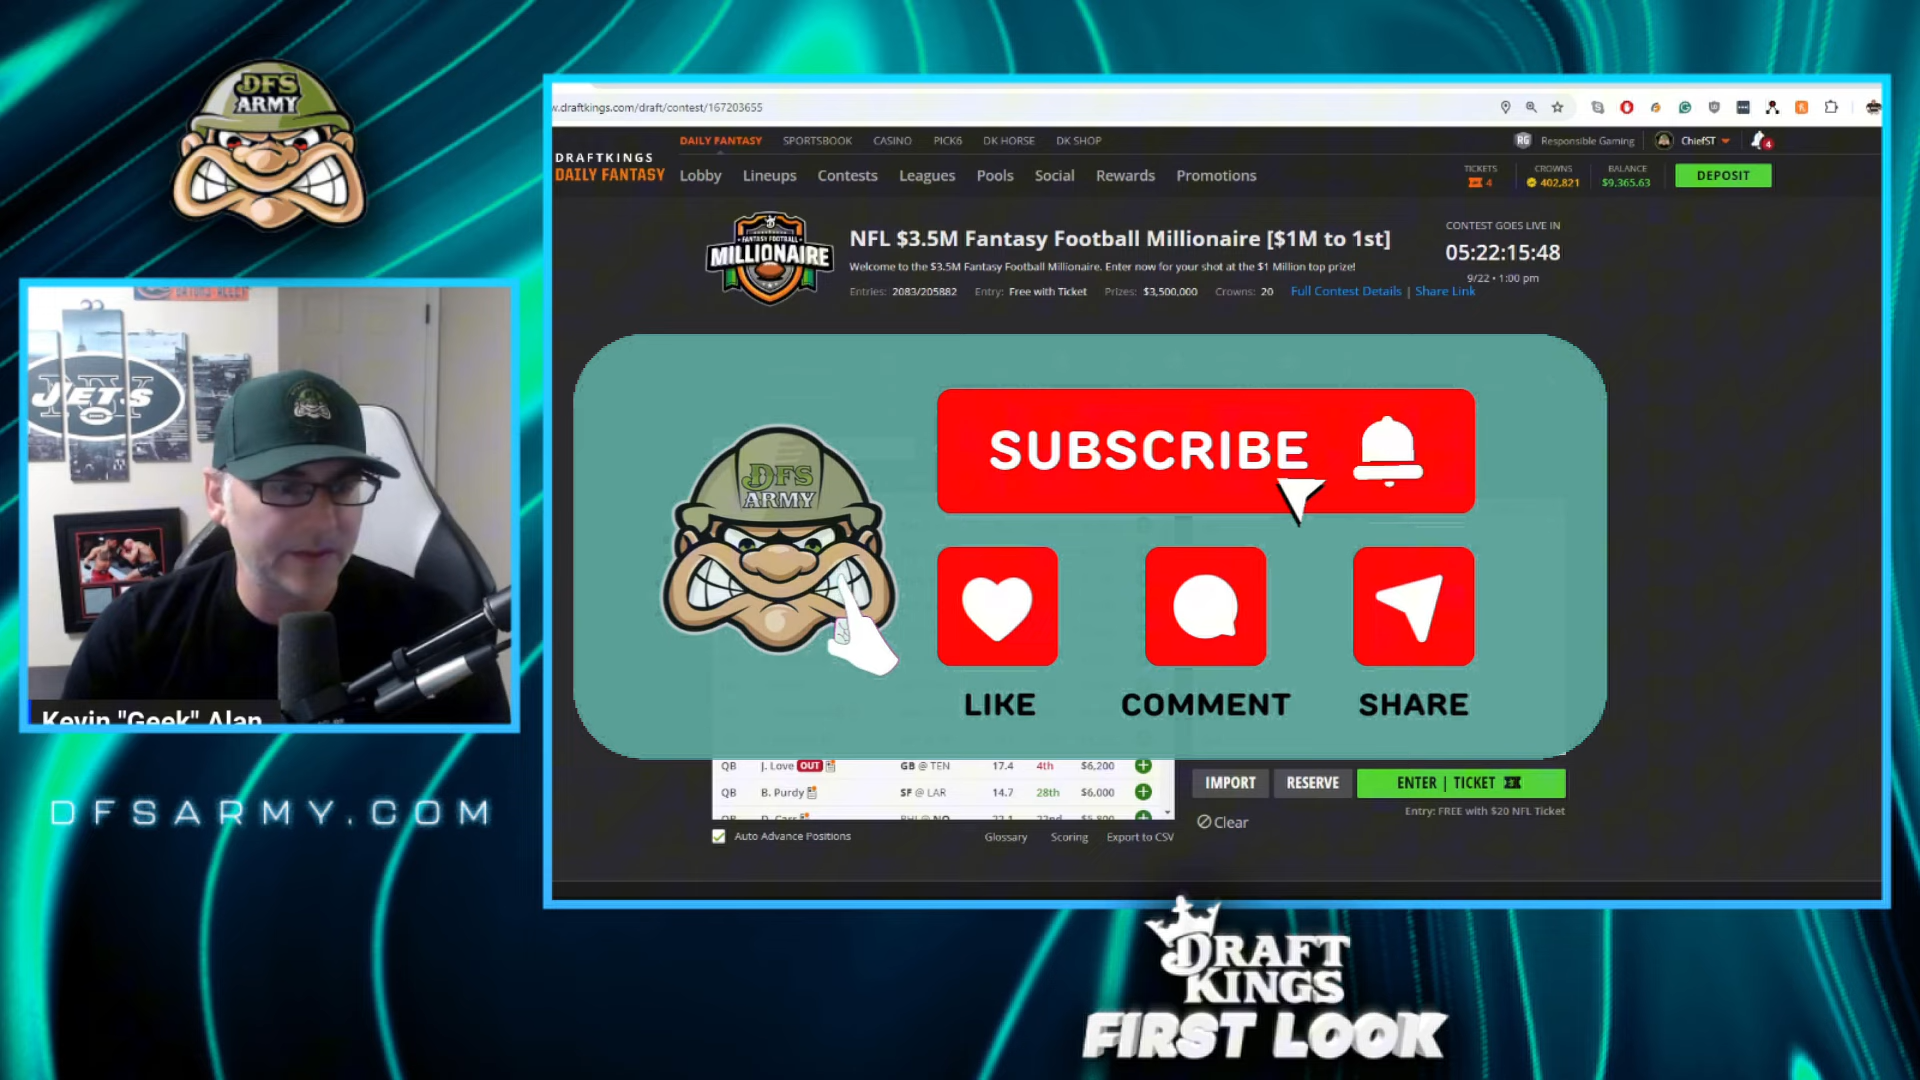 DFS
ARMY
JETS
NY
Kevin "Geek" Alan
DFSARMY.COM
w.draftkings.com/draft/contest/167203655
DAILY FANTASY SPORTSBOOK CASINO PICK6 DK HORSE DK SHOP
RG Responsible Gaming ChiefST 4
DRAFTKINGS
DAILY FANTASY
Lobby Lineups Contests Leagues Pools Social Rewards Promotions
TICKETS CROWNS BALANCE
4 402,821 $9,365.63
DEPOSIT
FANTASY FOOTBALL
MILLIONAIRE
NFL $3.5M Fantasy Football Millionaire [$1M to 1st]
Welcome to the $3.5M Fantasy Football Millionaire. Enter now for your shot at the $1 Million top prize!
Entries: 2083/205882 Entry: Free with Ticket Prizes: $3,500,000 Crowns: 20 Full Contest Details | Share Link
CONTEST GOES LIVE IN
05:22:15:48
9/22 • 1:00 pm
DFS
ARMY
SUBSCRIBE
LIKE COMMENT SHARE
QB J. Love OUT GB @ TEN 17.4 4th $6,200
QB B. Purdy SF @ LAR 14.7 28th $6,000
Auto Advance Positions
Glossary Scoring Export to CSV
IMPORT RESERVE ENTER | TICKET
Entry: FREE with $20 NFL Ticket
Clear
DRAFT
KINGS
FIRST LOOK